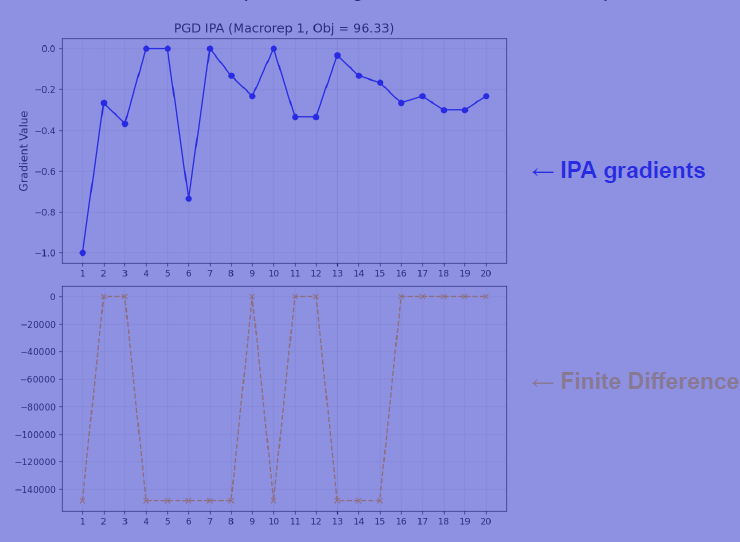 PGD IPA (Macrorep 1, Obj = 96.33)
0.0
−0.2
−0.4
−0.6
−0.8
−1.0
Gradient Value
1 2 3 4 5 6 7 8 9 10 11 12 13 14 15 16 17 18 19 20
← IPA gradients
0
−20000
−40000
−60000
−80000
−100000
−120000
−140000
1 2 3 4 5 6 7 8 9 10 11 12 13 14 15 16 17 18 19 20
← Finite Difference